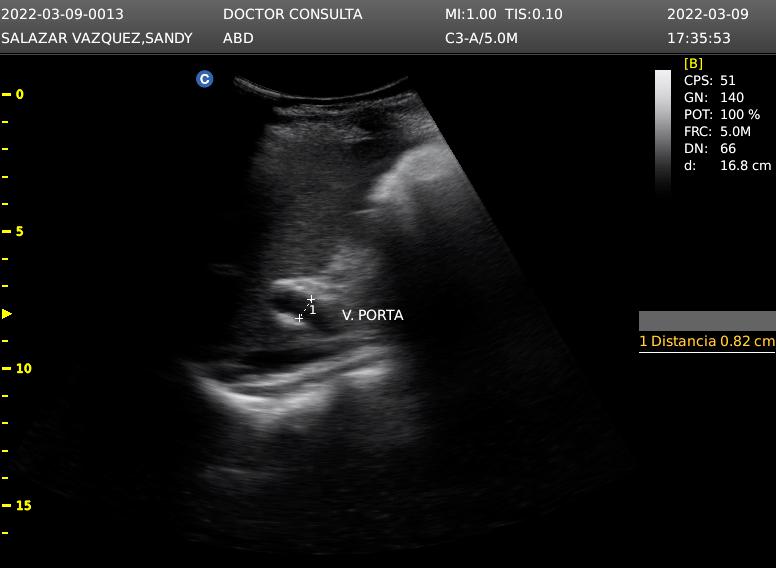 2022-03-09-0013 DOCTOR CONSULTA MI:1.00 TIS:0.10 2022-03-09
SALAZAR VAZQUEZ,SANDY ABD C3-A/5.0M 17:35:53
C
[B]
CPS: 51
GN: 140
POT: 100 %
FRC: 5.0M
DN: 66
d: 16.8 cm
0
5
1
V. PORTA
1 Distancia 0.82 cm
10
15